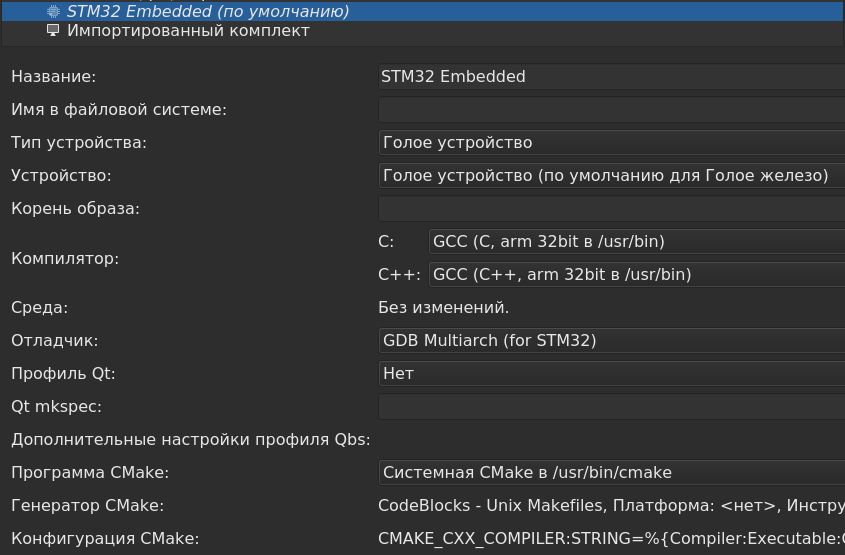 STM32 Embedded (по умолчанию)
Импортированный комплект
Название: STM32 Embedded
Имя в файловой системе:
Тип устройства: Голое устройство
Устройство: Голое устройство (по умолчанию для Голое железо)
Корень образа:
Компилятор:
C: GCC (C, arm 32bit в /usr/bin)
C++: GCC (C++, arm 32bit в /usr/bin)
Среда: Без изменений.
Отладчик: GDB Multiarch (for STM32)
Профиль Qt: Нет
Qt mkspec:
Дополнительные настройки профиля Qbs:
Программа CMake: Системная CMake в /usr/bin/cmake
Генератор CMake: CodeBlocks - Unix Makefiles, Платформа: <нет>, Инстру
Конфигурация CMake: CMAKE_CXX_COMPILER:STRING=%{Compiler:Executable: